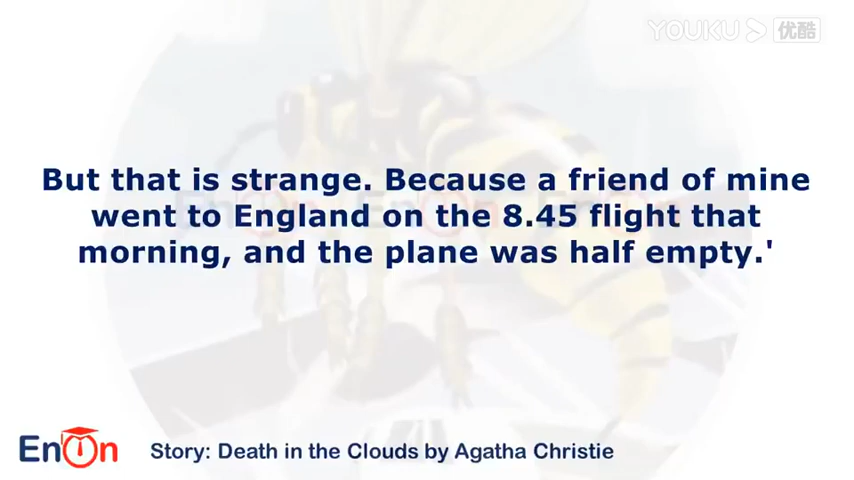 YOUKU 优酷
But that is strange. Because a friend of mine
went to England on the 8.45 flight that
morning, and the plane was half empty.'
EnOn
Story: Death in the Clouds by Agatha Christie